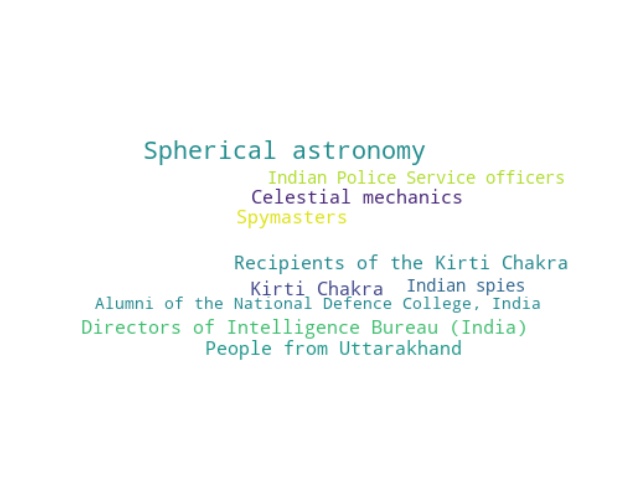 Spherical astronomy
Indian Police Service officers
Celestial mechanics
Spymasters
Recipients of the Kirti Chakra
Kirti Chakra Indian spies
Alumni of the National Defence College, India
Directors of Intelligence Bureau (India)
People from Uttarakhand